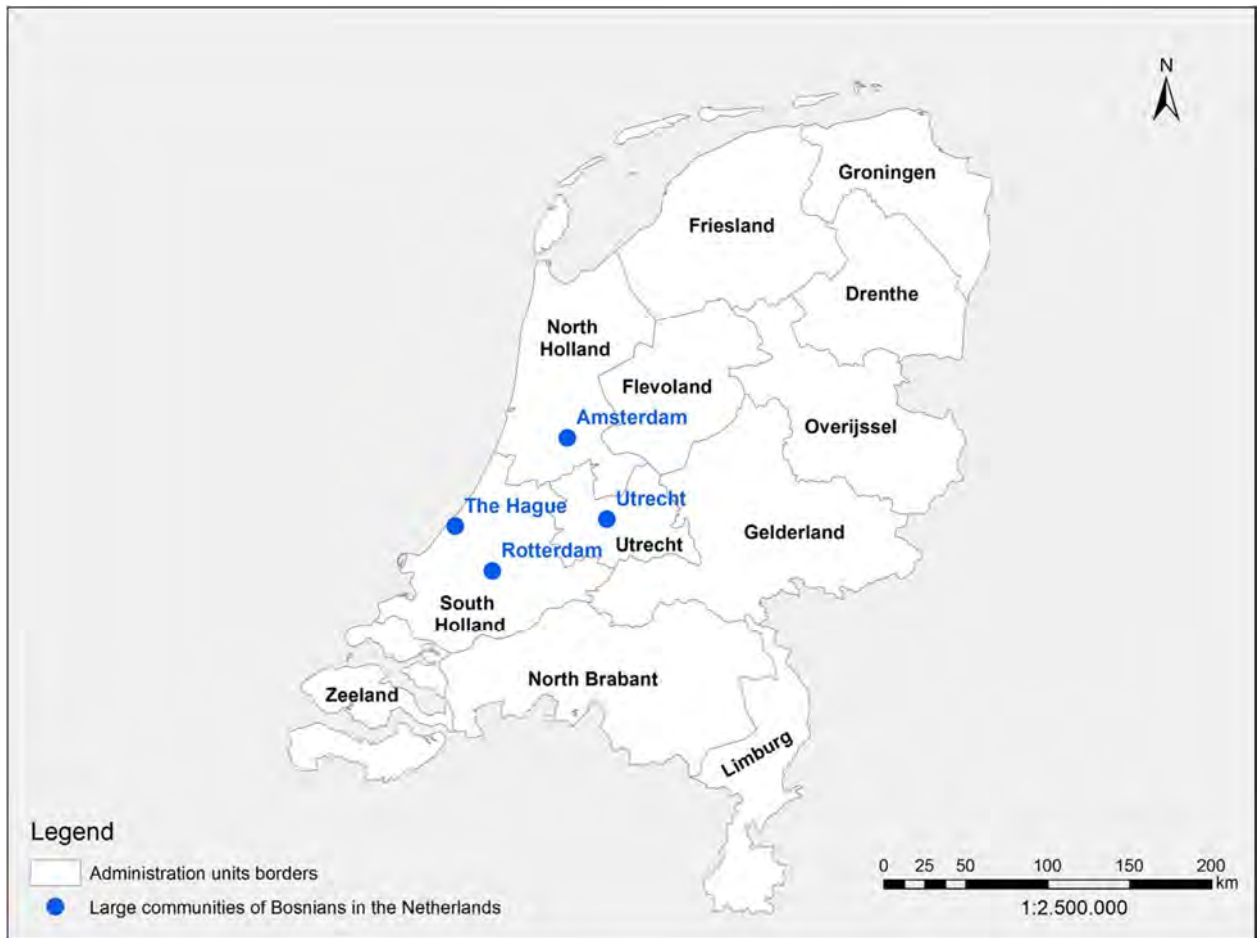 N
Groningen
Friesland
Drenthe
North
Holland
Flevoland
Amsterdam
Overijssel
The Hague
Utrecht
Rotterdam
Utrecht
Gelderland
South
Holland
North Brabant
Zeeland
Limburg
Legend
Administration units borders
Large communities of Bosnians in the Netherlands
0 25 50 100 150 200
km
1:2.500.000